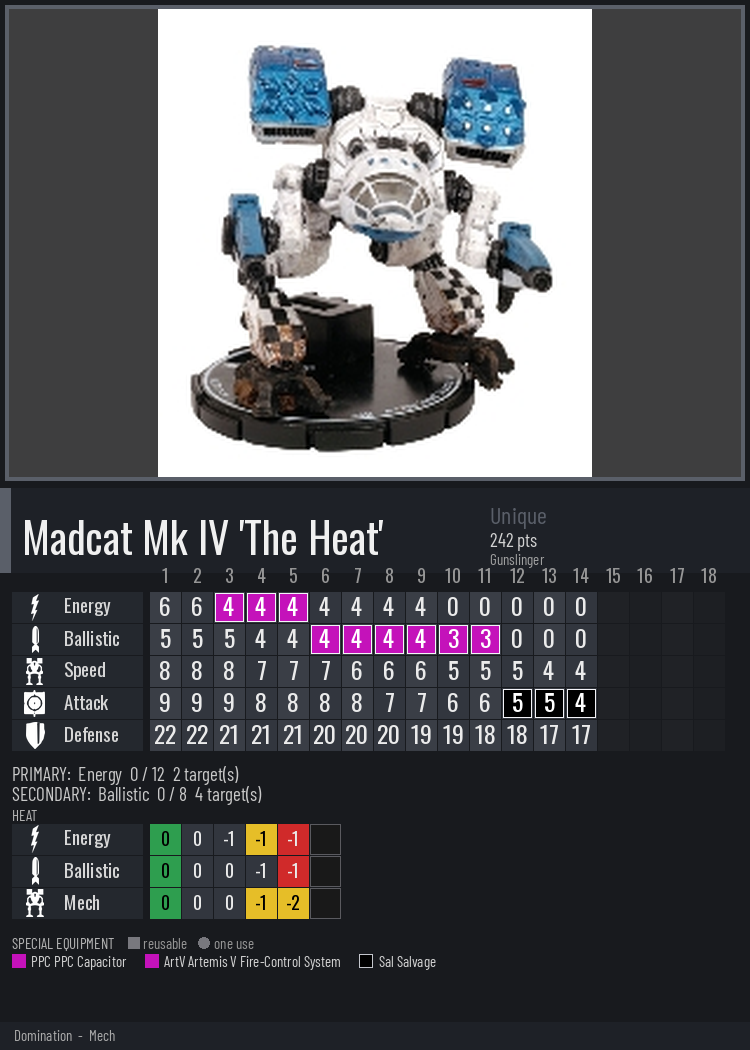 Madcat Mk IV 'The Heat'
Unique
242 pts
Gunslinger
1 2 3 4 5 6 7 8 9 10 11 12 13 14 15 16 17 18
Energy 6 6 4 4 4 4 4 4 4 0 0 0 0 0
Ballistic 5 5 5 4 4 4 4 4 4 3 3 0 0 0
Speed 8 8 8 7 7 7 6 6 6 5 5 5 4 4
Attack 9 9 9 8 8 8 8 7 7 6 6 5 5 4
Defense 22 22 21 21 21 20 20 20 19 19 18 18 17 17
PRIMARY: Energy 0 / 12 2 target(s)
SECONDARY: Ballistic 0 / 8 4 target(s)
HEAT
Energy 0 0 -1 -1 -1
Ballistic 0 0 0 -1 -1
Mech 0 0 0 -1 -2
SPECIAL EQUIPMENT reusable one use
PPC PPC Capacitor ArtV Artemis V Fire-Control System Sal Salvage
Domination - Mech